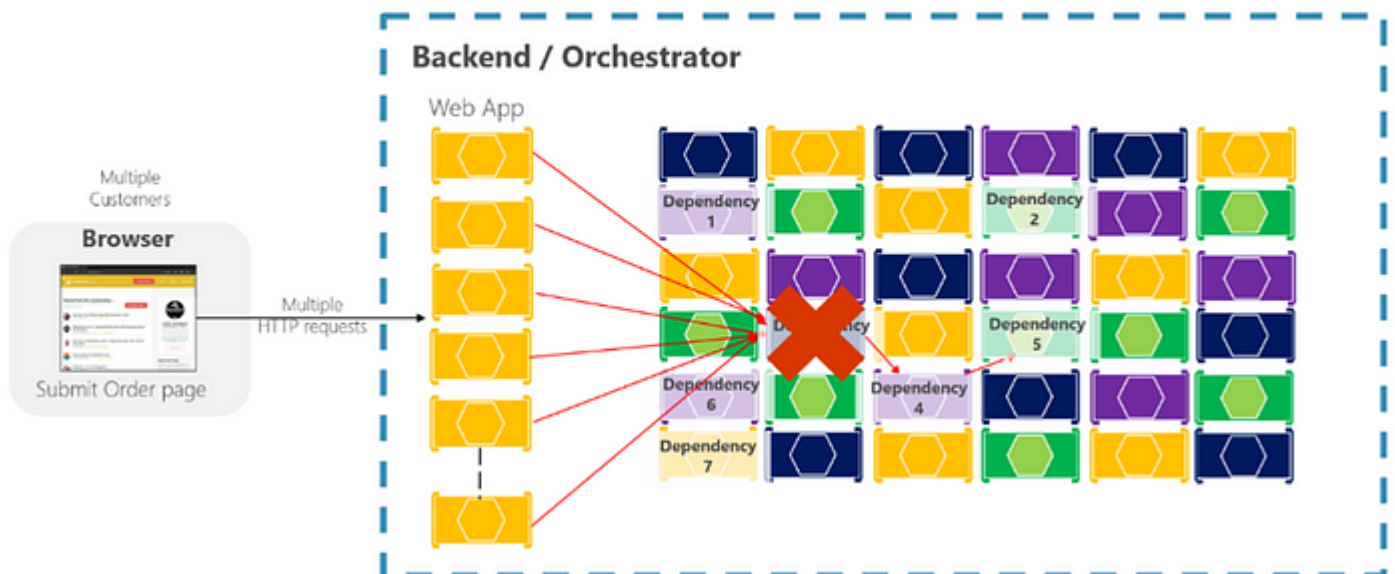 Backend / Orchestrator
Web App
Multiple
Customers
Browser
Submit Order page
Multiple
HTTP requests
Dependency
1
Dependency
2
Dependency
5
Dependency
6
Dependency
4
Dependency
7